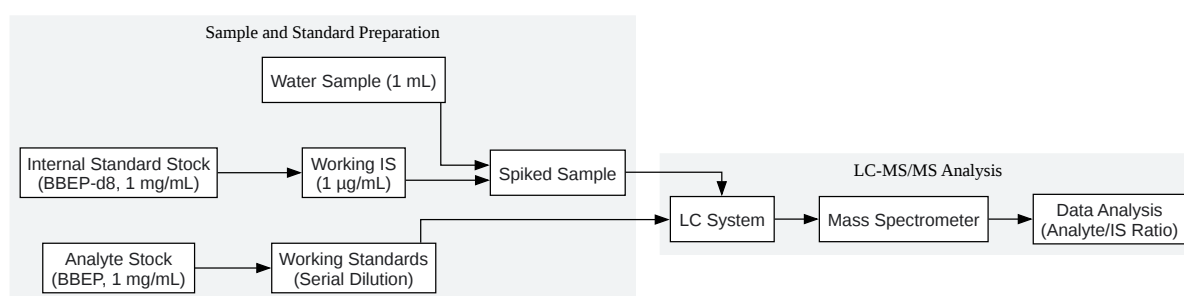 Sample and Standard Preparation
Water Sample (1 mL)
Internal Standard Stock
(BBEP-d8, 1 mg/mL)
Working IS
(1 µg/mL)
Spiked Sample
Analyte Stock
(BBEP, 1 mg/mL)
Working Standards
(Serial Dilution)
LC-MS/MS Analysis
LC System
Mass Spectrometer
Data Analysis
(Analyte/IS Ratio)